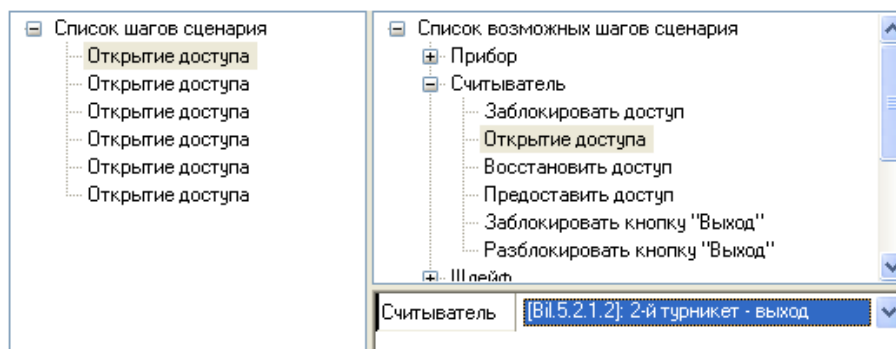 Список шагов сценария
Открытие доступа
Открытие доступа
Открытие доступа
Открытие доступа
Открытие доступа
Открытие доступа
Список возможных шагов сценария
Прибор
Считыватель
Заблокировать доступ
Открытие доступа
Восстановить доступ
Предоставить доступ
Заблокировать кнопку "Выход"
Разблокировать кнопку "Выход"
Шлейф
Считыватель
[Bil.5.2.1.2]: 2-й турникет - выход